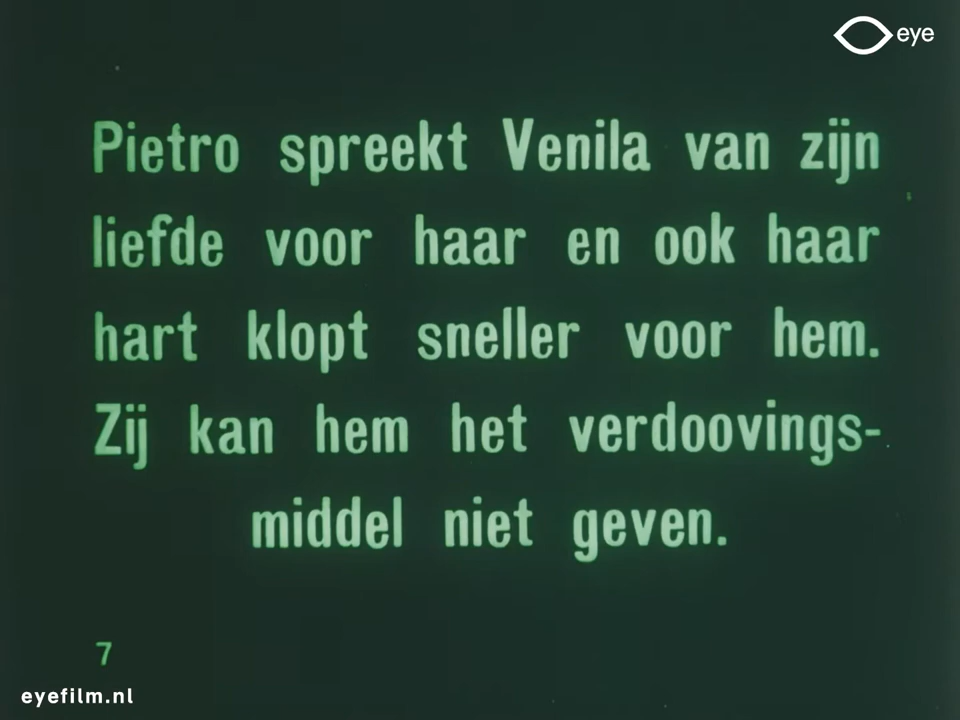 eye
Pietro spreekt Venila van zijn
liefde voor haar en ook haar
hart klopt sneller voor hem.
Zij kan hem het verdoovings-
middel niet geven.
7
eyefilm.nl